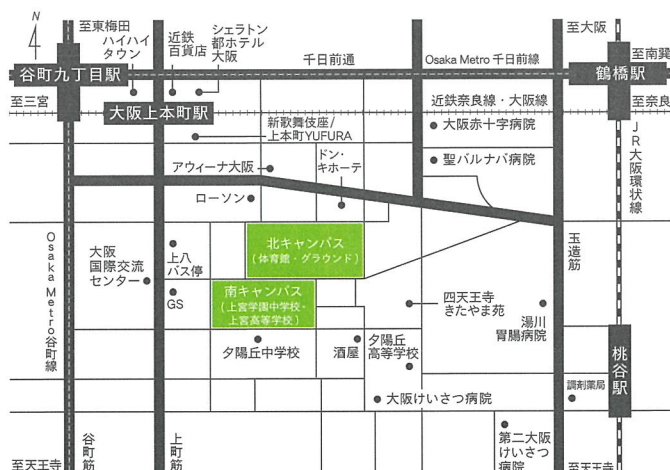 N
至東梅田
ハイハイ
タウン
近鉄
百貨店
シェラトン
都ホテル
大阪
千日前通
Osaka Metro 千日前線
至大阪
至南巽
谷町九丁目駅
鶴橋駅
至三宮
大阪上本町駅
近鉄奈良線・大阪線
至奈良
新歌舞伎座/
上本町YUFURA
大阪赤十字病院
JR大阪環状線
アウィーナ大阪
ドン・
キホーテ
聖バルナバ病院
ローソン
北キャンパス
(体育館・グラウンド)
玉造筋
Osaka Metro谷町線
大阪
国際交流
センター
上八
バス停
GS
南キャンパス
(上宮学園中学校・
上宮高等学校)
四天王寺
きたやま苑
湯川
胃腸病院
夕陽丘中学校
酒屋
夕陽丘
高等学校
桃谷駅
調剤薬局
大阪けいさつ病院
谷町筋
上町筋
第二大阪
けいさつ
病院
至天王寺
至天王寺